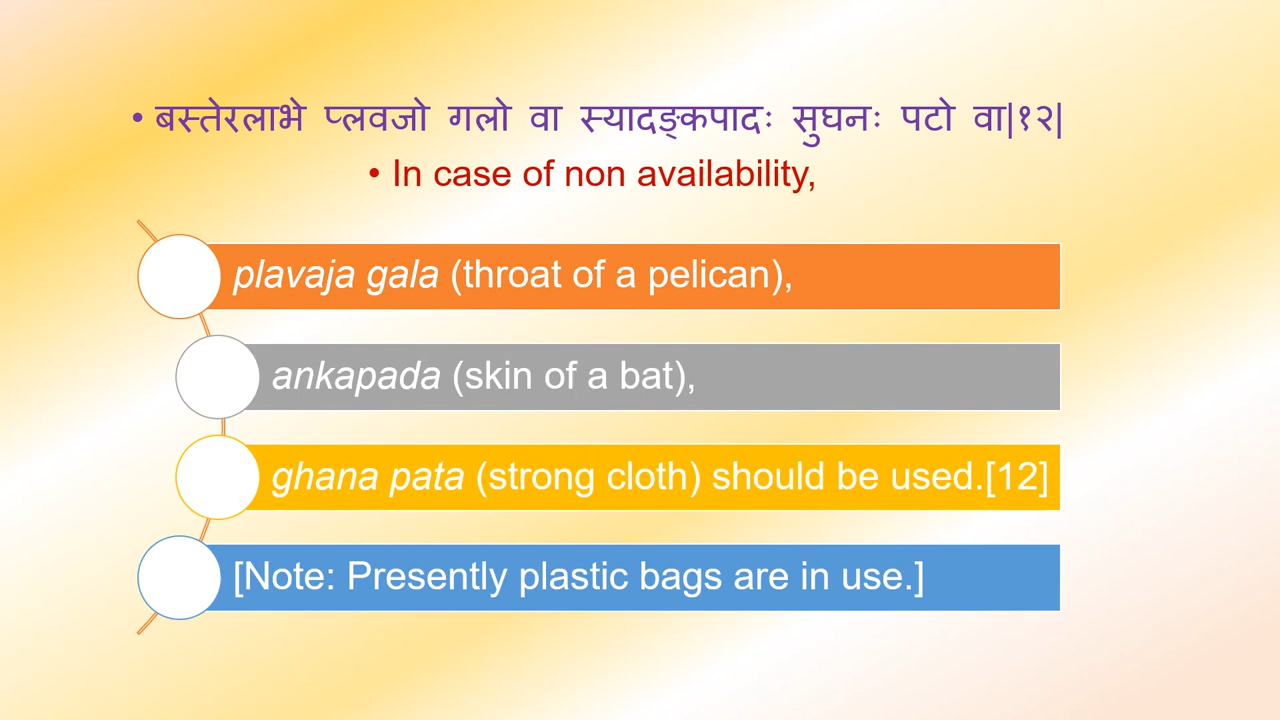 • बस्तेरलाभे प्लवजो गलो वा स्यादङ्कपादः सुघनः पटो वा|१२|
• In case of non availability,
plavaja gala (throat of a pelican),
ankapada (skin of a bat),
ghana pata (strong cloth) should be used.[12]
[Note: Presently plastic bags are in use.]